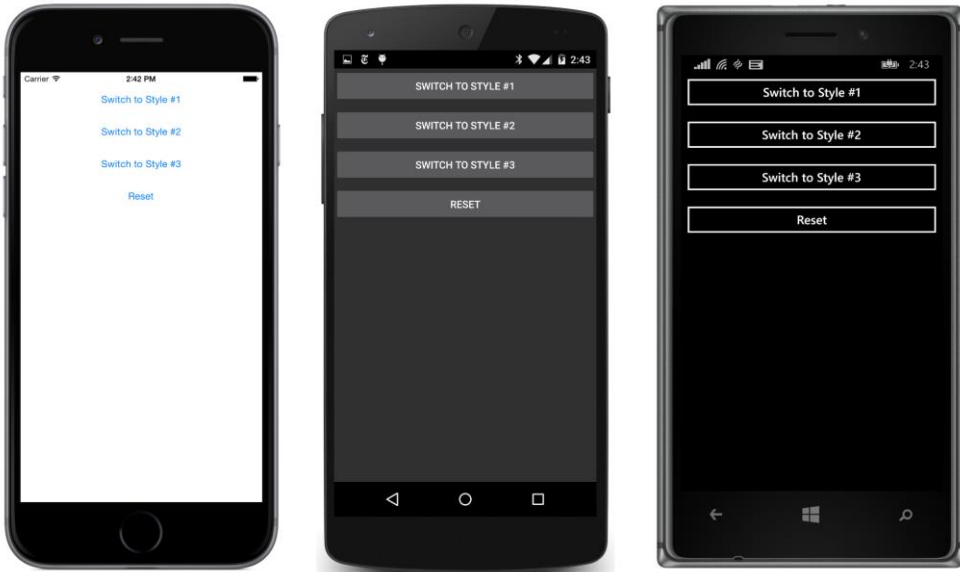 Carrier 2:42 PM
Switch to Style #1
Switch to Style #2
Switch to Style #3
Reset
2:43
SWITCH TO STYLE #1
SWITCH TO STYLE #2
SWITCH TO STYLE #3
RESET
2:43
Switch to Style #1
Switch to Style #2
Switch to Style #3
Reset